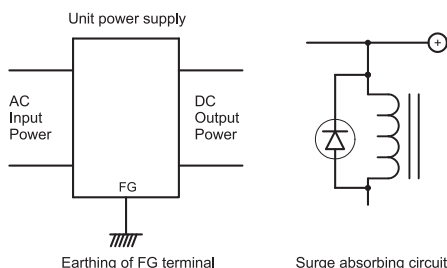 Unit power supply
AC
Input
Power
DC
Output
Power
FG
Earthing of FG terminal
+
Surge absorbing circuit